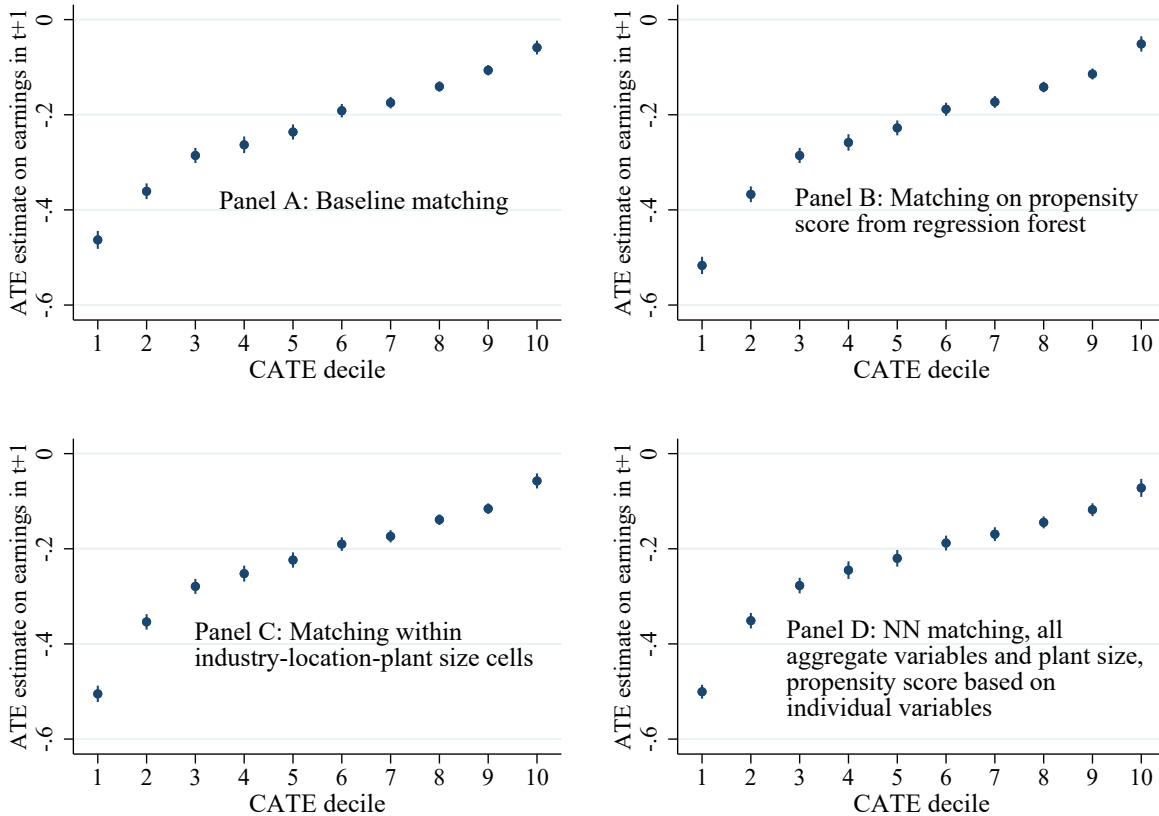 ATE estimate on earnings in t+1
0
-.2
-.4
-.6
Panel A: Baseline matching
1 2 3 4 5 6 7 8 9 10
CATE decile
ATE estimate on earnings in t+1
0
-.2
-.4
-.6
Panel B: Matching on propensity
score from regression forest
1 2 3 4 5 6 7 8 9 10
CATE decile
ATE estimate on earnings in t+1
0
-.2
-.4
-.6
Panel C: Matching within
industry-location-plant size cells
1 2 3 4 5 6 7 8 9 10
CATE decile
ATE estimate on earnings in t+1
0
-.2
-.4
-.6
Panel D: NN matching, all
aggregate variables and plant size,
propensity score based on
individual variables
1 2 3 4 5 6 7 8 9 10
CATE decile